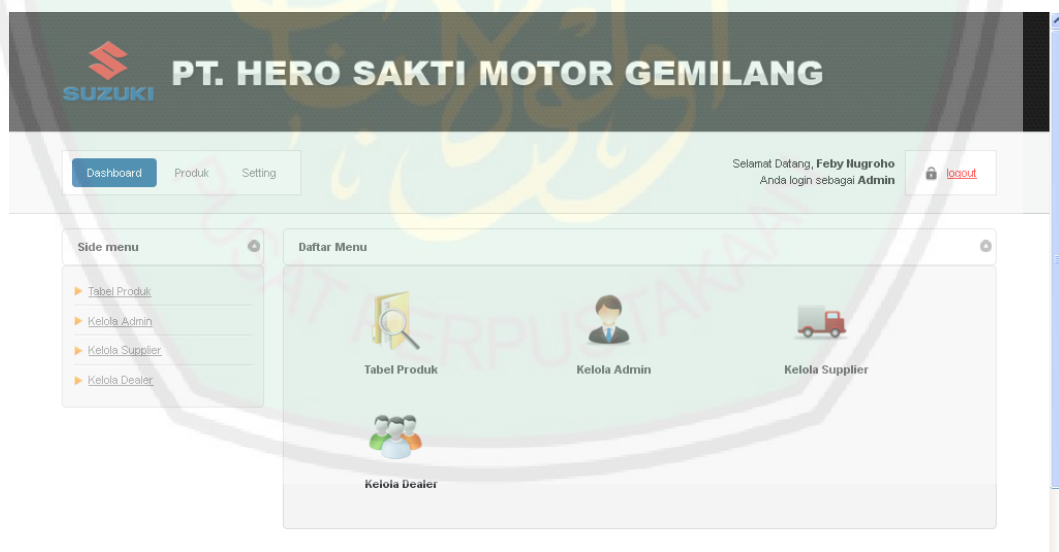 SUZUKI
PT. HERO SAKTI MOTOR GEMILANG
Dashboard Produk Setting
Selamat Datang, Feby Nugroho
Anda login sebagai Admin
logout
Side menu
Tabel Produk
Kelola Admin
Kelola Supplier
Kelola Dealer
Daftar Menu
Tabel Produk
Kelola Admin
Kelola Supplier
Kelola Dealer
PUSAT PERPUSTAKAAN